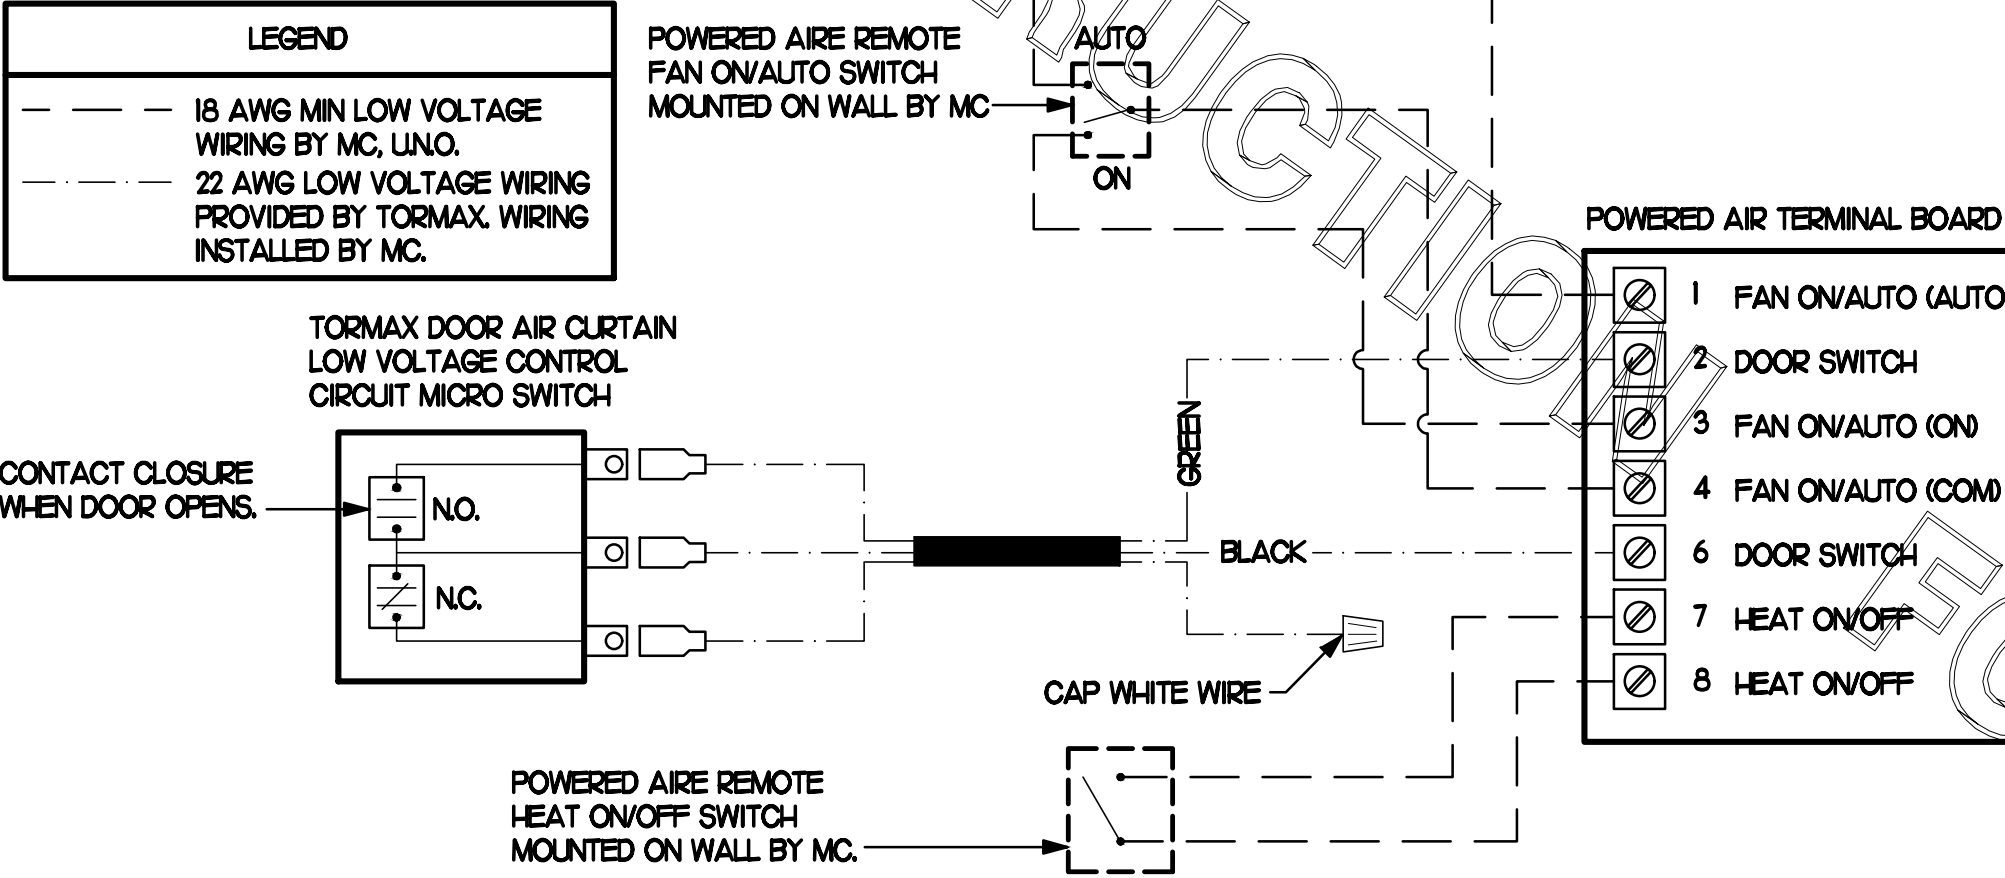 LEGEND
18 AWG MIN LOW VOLTAGE
WIRING BY MC, U.N.O.
22 AWG LOW VOLTAGE WIRING
PROVIDED BY TORMAX. WIRING
INSTALLED BY MC.
POWERED AIRE REMOTE
FAN ON/AUTO SWITCH
MOUNTED ON WALL BY MC
AUTO
ON
RUCTION
POWERED AIR TERMINAL BOARD
1 FAN ON/AUTO (AUTO
2 DOOR SWITCH
3 FAN ON/AUTO (ON)
4 FAN ON/AUTO (COM)
6 DOOR SWITCH
7 HEAT ON/OFF
8 HEAT ON/OFF
FO
TORMAX DOOR AIR CURTAIN
LOW VOLTAGE CONTROL
CIRCUIT MICRO SWITCH
CONTACT CLOSURE
WHEN DOOR OPENS.
N.O.
N.C.
GREEN
BLACK
CAP WHITE WIRE
POWERED AIRE REMOTE
HEAT ON/OFF SWITCH
MOUNTED ON WALL BY MC.